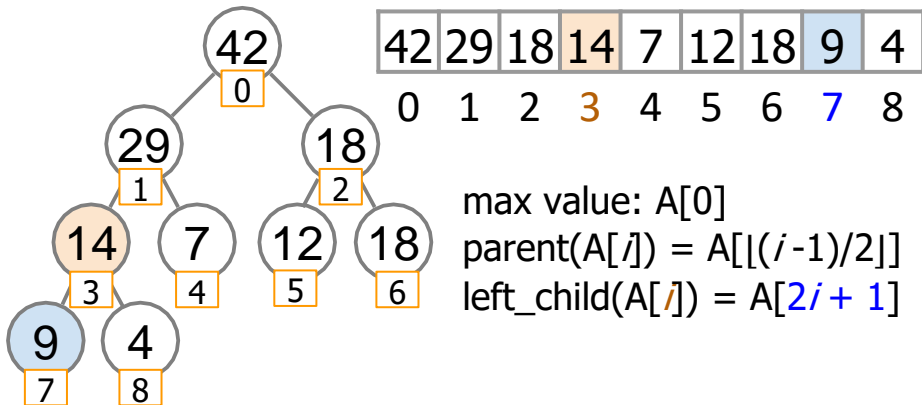 42 29 18 14 7 12 18 9 4
0 1 2 3 4 5 6 7 8
42
0
29 18
1 2
14 7 12 18
3 4 5 6
9 4
7 8
max value: A[0]
parent(A[i]) = A[⌊(i-1)/2⌋]
left_child(A[i]) = A[2i + 1]